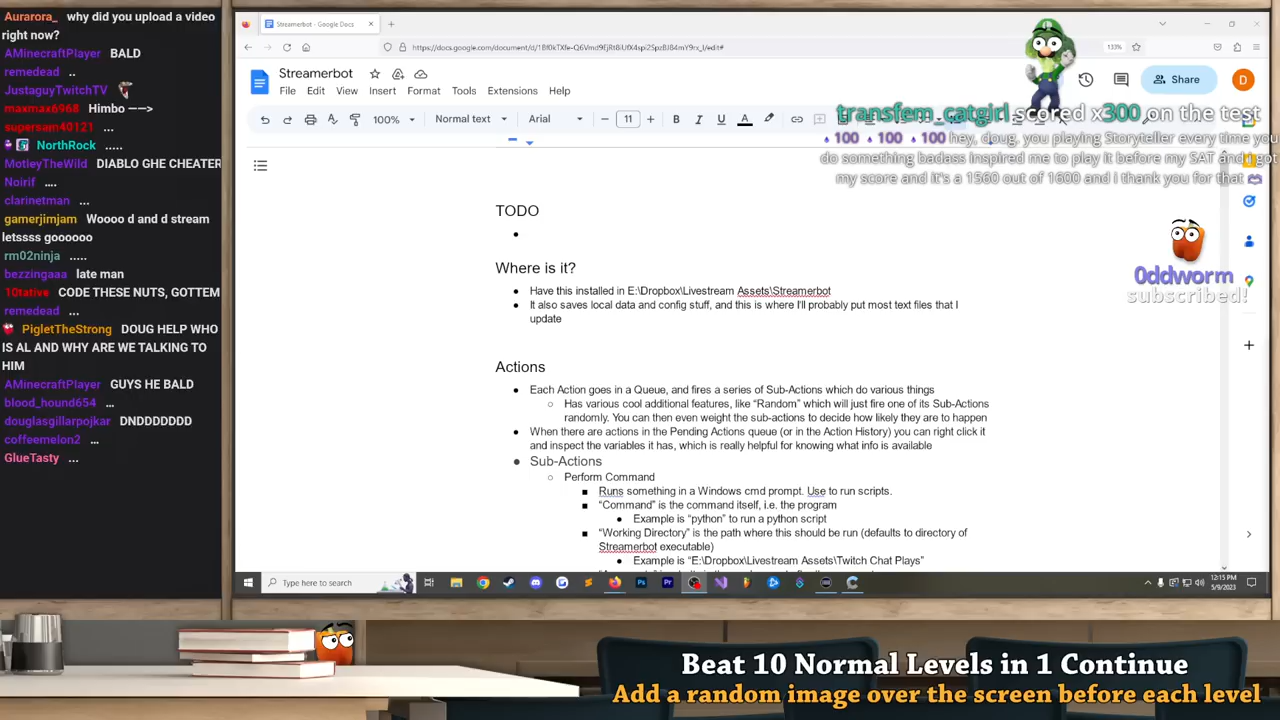 Aurarora_ why did you upload a video
right now?
AMinecraftPlayer BALD
remedead ..
JustaguyTwitchTV
maxmax6968 Himbo ——>
supersam40121 ...
NorthRock .....
MotleyTheWild DIABLO GHE CHEATER
Noirif ....
clarinetman ...
gamerjimjam Woooo d and d stream
letssss gooooo
rm02ninja .....
bezzingaaa late man
10tative CODE THESE NUTS, GOTTEM
remedead ...
PigletTheStrong DOUG HELP WHO
IS AL AND WHY ARE WE TALKING TO
HIM
AMinecraftPlayer GUYS HE BALD
blood_hound654 ...
douglasgillarpojkar DNDDDDDDD
coffeemelon2 ...
GlueTasty ...
Streamerbot - Google Docs
133%
Streamerbot
File Edit View Insert Format Tools Extensions Help
Share
D
100% Normal text Arial 11 B I U A
transfem_catgirl scored x300 on the test
100 100 100 hey, doug, you playing Storyteller every time you
do something badass inspired me to play it before my SAT and i got
my score and it's a 1560 out of 1600 and i thank you for that
0ddworm
subscribed!
TODO
Where is it?
Have this installed in E:\Dropbox\Livestream Assets\Streamerbot
It also saves local data and config stuff, and this is where I'll probably put most text files that I
update
Actions
Each Action goes in a Queue, and fires a series of Sub-Actions which do various things
Has various cool additional features, like “Random” which will just fire one of its Sub-Actions
randomly. You can then even weight the sub-actions to decide how likely they are to happen
When there are actions in the Pending Actions queue (or in the Action History) you can right click it
and inspect the variables it has, which is really helpful for knowing what info is available
Sub-Actions
Perform Command
Runs something in a Windows cmd prompt. Use to run scripts.
“Command” is the command itself, i.e. the program
Example is “python” to run a python script
“Working Directory” is the path where this should be run (defaults to directory of
Streamerbot executable)
Example is “E:\Dropbox\Livestream Assets\Twitch Chat Plays”
Type here to search
12:15 PM
5/9/2023
Beat 10 Normal Levels in 1 Continue
Add a random image over the screen before each level